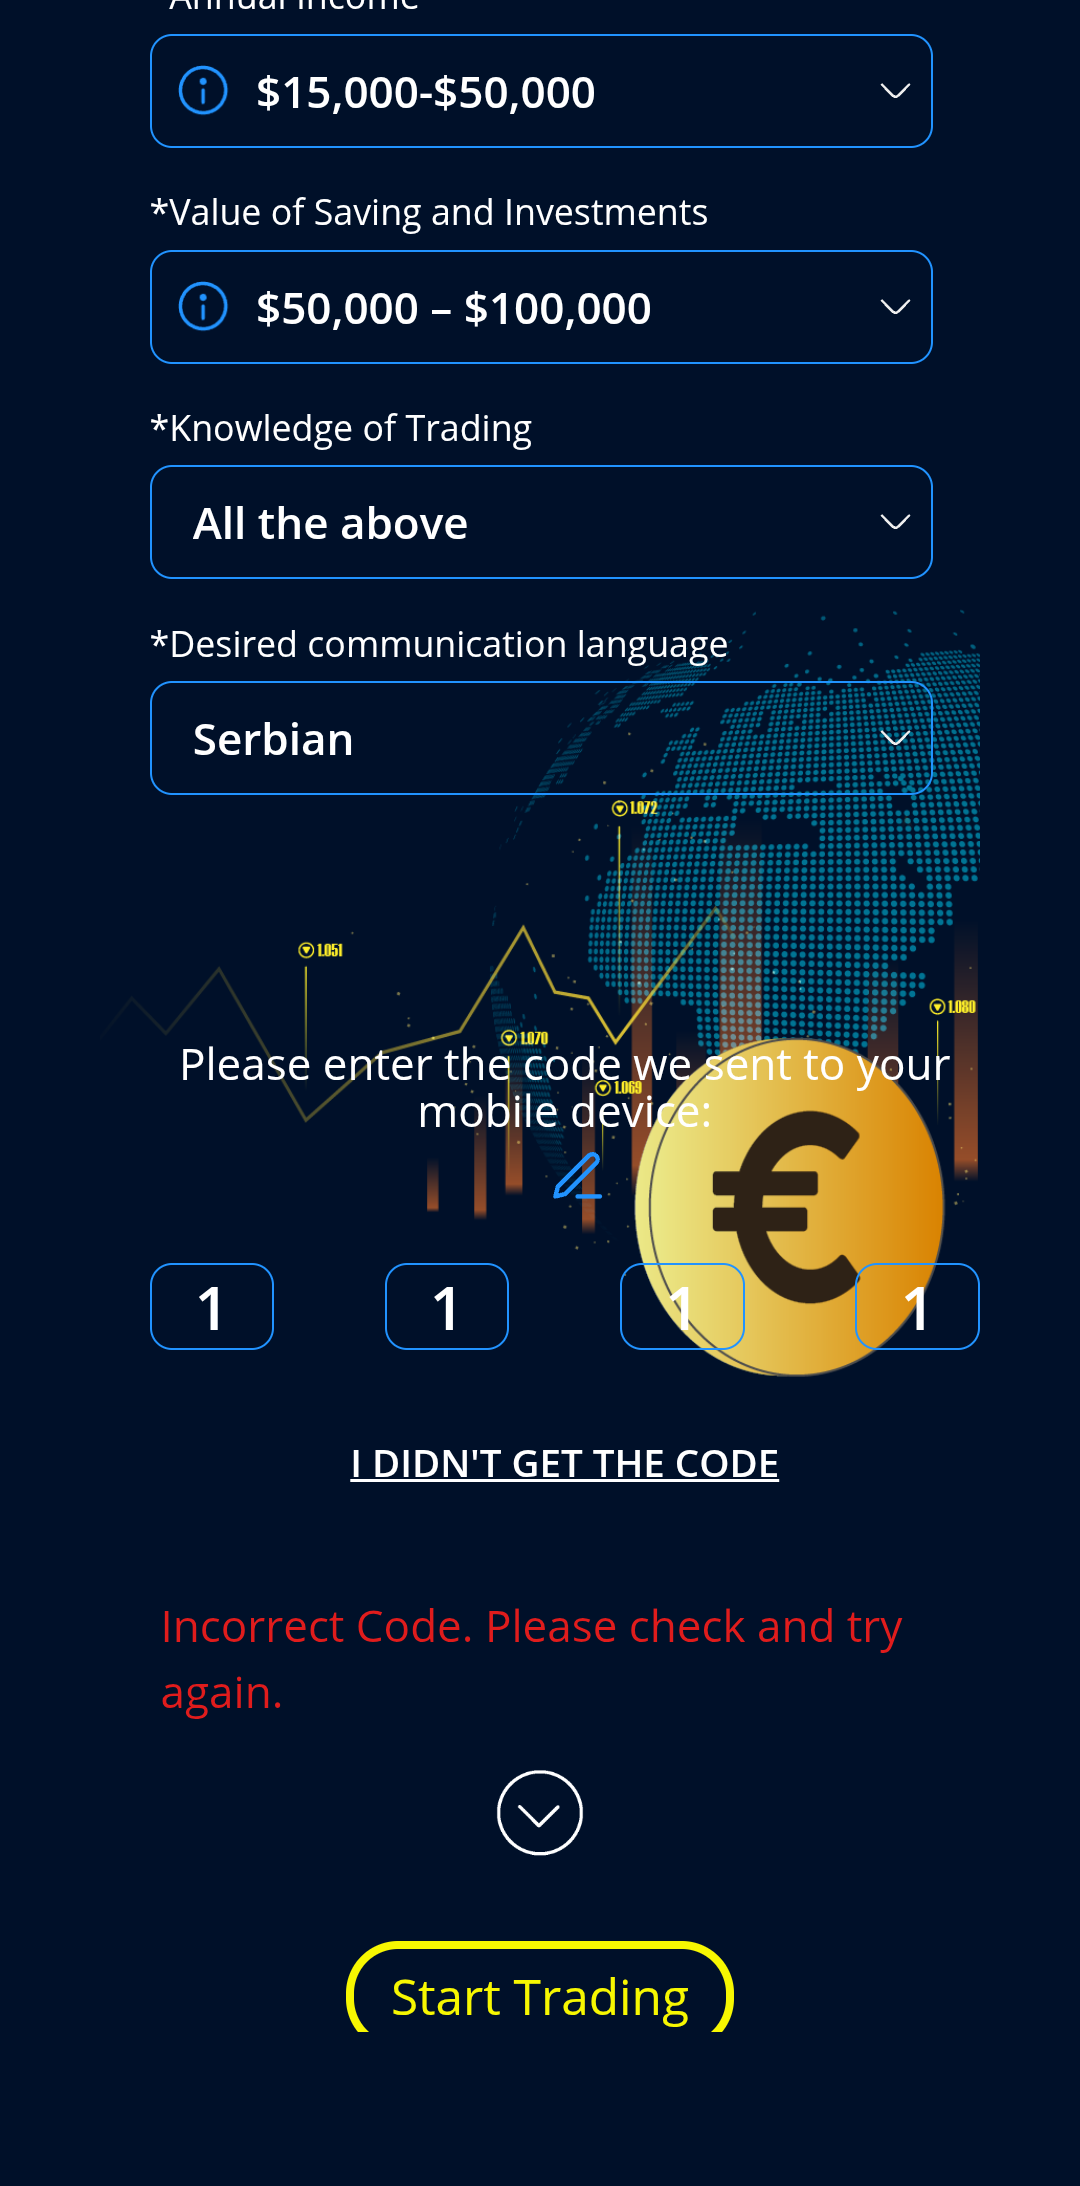 $15,000-$50,000
*Value of Saving and Investments
$50,000 – $100,000
*Knowledge of Trading
All the above
*Desired communication language
Serbian
1.072
1.051
1.080
1.070
Please enter the code we sent to your
1.069
mobile device:
€
1 1 1 1
I DIDN'T GET THE CODE
Incorrect Code. Please check and try
again.
Start Trading